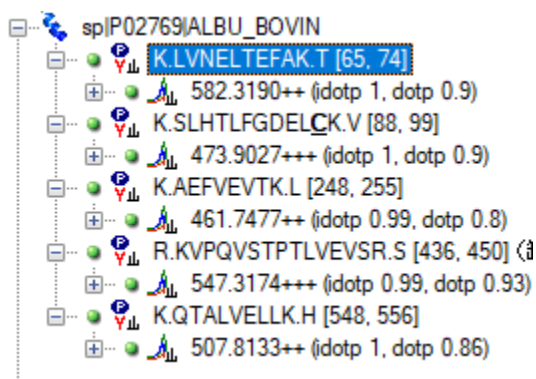 sp|P02769|ALBU_BOVIN
K.LVNELTEFAK.T [65, 74]
582.3190++ (idotp 1, dotp 0.9)
K.SLHTLFGDELCK.V [88, 99]
473.9027+++ (idotp 1, dotp 0.9)
K.AEFVEVTK.L [248, 255]
461.7477++ (idotp 0.99, dotp 0.8)
R.KVPQVSTPTLVEVSR.S [436, 450] (
547.3174+++ (idotp 0.99, dotp 0.93)
K.QTALVELLK.H [548, 556]
507.8133++ (idotp 1, dotp 0.86)